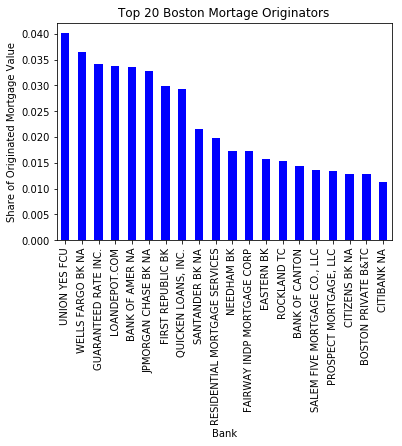 Top 20 Boston Mortage Originators
Share of Originated Mortgage Value
0.040
0.035
0.030
0.025
0.020
0.015
0.010
0.005
0.000
UNION YES FCU
WELLS FARGO BK NA
GUARANTEED RATE INC.
LOANDEPOT.COM
BANK OF AMER NA
JPMORGAN CHASE BK NA
FIRST REPUBLIC BK
QUICKEN LOANS, INC.
SANTANDER BK NA
RESIDENTIAL MORTGAGE SERVICES
NEEDHAM BK
FAIRWAY INDP MORTGAGE CORP
EASTERN BK
ROCKLAND TC
BANK OF CANTON
SALEM FIVE MORTGAGE CO., LLC
PROSPECT MORTGAGE, LLC
CITIZENS BK NA
BOSTON PRIVATE B&TC
CITIBANK NA
Bank